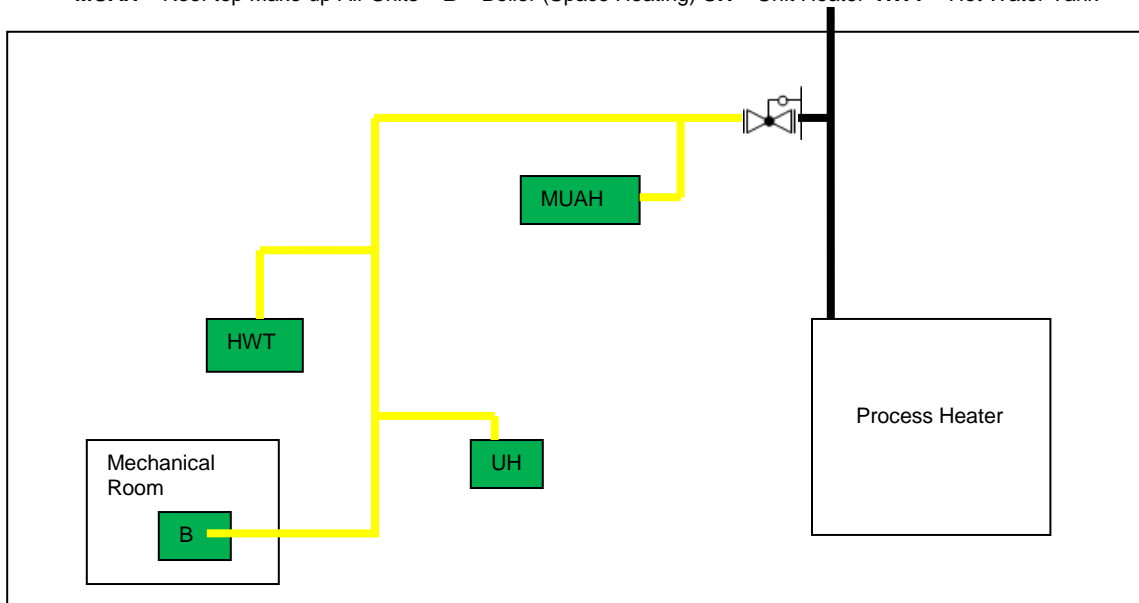 MUAH – Roof top Make-up Air Units B – Boiler (Space Heating) UH – Unit Heater HWT – Hot Water Tank
MUAH
HWT
Process Heater
UH
Mechanical
Room
B